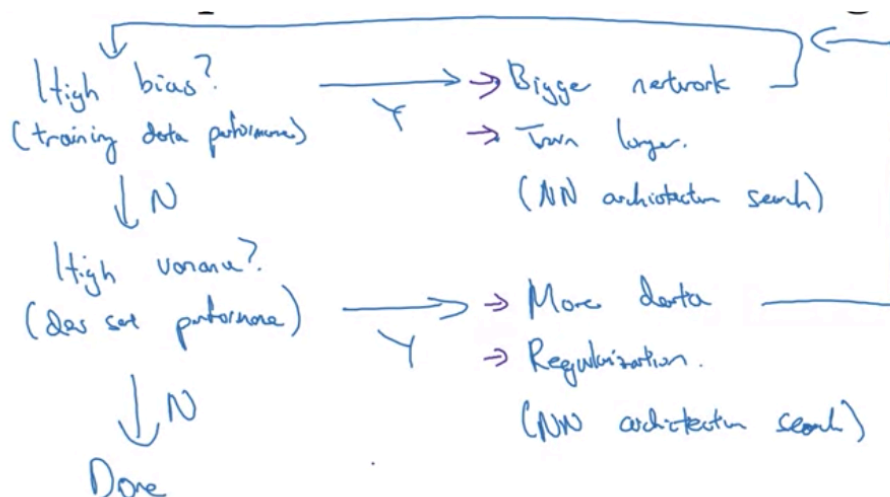 High bias?
(training data performance)
Y
→ Bigger network
→ Train longer.
(NN architecture search)
N
High variance?
(dev set performance)
Y
→ More data
→ Regularization.
(NN architecture search)
N
Done